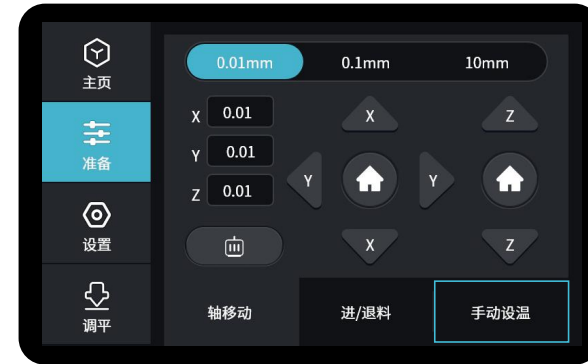 主页
准备
设置
调平
0.01mm 0.1mm 10mm
X 0.01
Y 0.01
Z 0.01
X
Y Y
X
Z
Z
轴移动 进/退料 手动设温